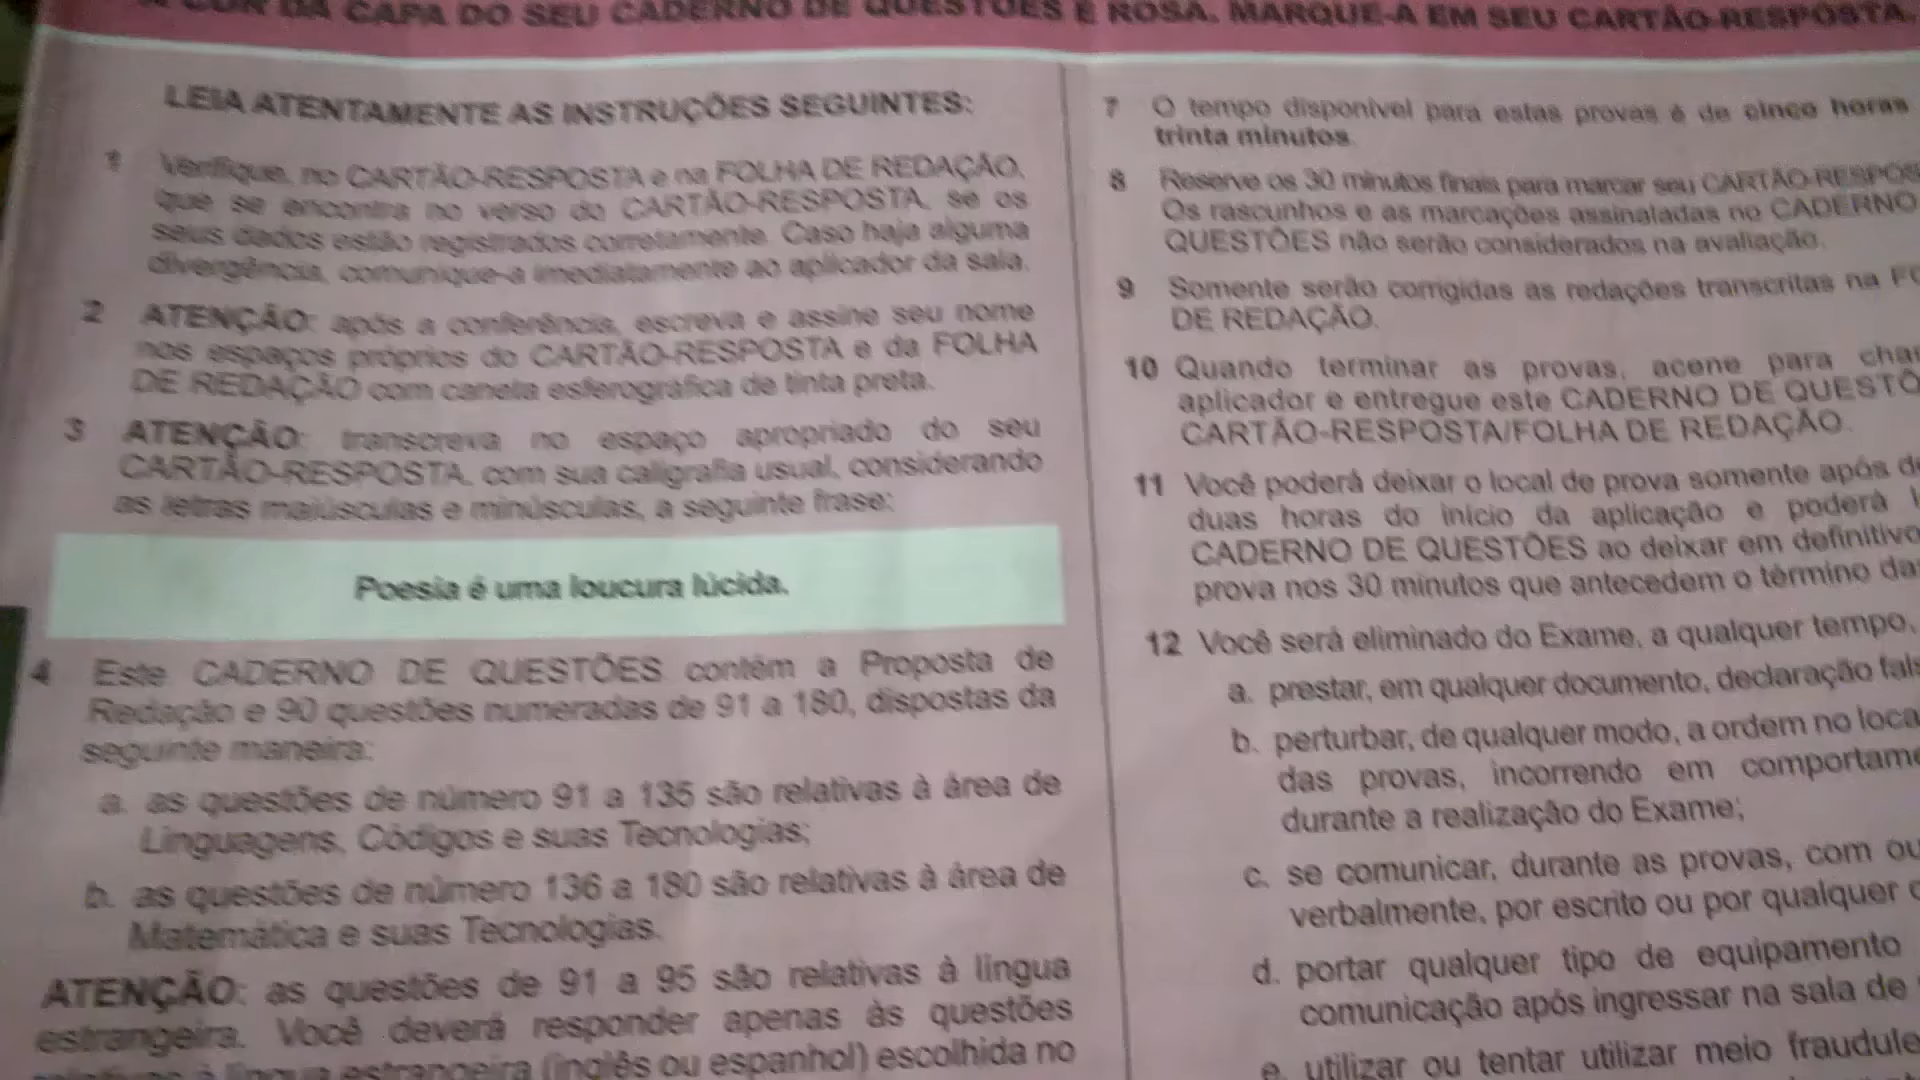 A COR DA CAPA DO SEU CADERNO DE QUESTÕES É ROSA. MARQUE-A EM SEU CARTÃO-RESPOSTA.
LEIA ATENTAMENTE AS INSTRUÇÕES SEGUINTES:
1 Verifique, no CARTÃO-RESPOSTA e na FOLHA DE REDAÇÃO,
que se encontra no verso do CARTÃO-RESPOSTA, se os
seus dados estão registrados corretamente. Caso haja alguma
divergência, comunique-a imediatamente ao aplicador da sala.
2 ATENÇÃO: após a conferência, escreva e assine seu nome
nos espaços próprios do CARTÃO-RESPOSTA e da FOLHA
DE REDAÇÃO com caneta esferográfica de tinta preta.
3 ATENÇÃO: transcreva no espaço apropriado do seu
CARTÃO-RESPOSTA, com sua caligrafia usual, considerando
as letras maiúsculas e minúsculas, a seguinte frase:
Poesia é uma loucura lúcida.
4 Este CADERNO DE QUESTÕES contém a Proposta de
Redação e 90 questões numeradas de 91 a 180, dispostas da
seguinte maneira:
a. as questões de número 91 a 135 são relativas à área de
Linguagens, Códigos e suas Tecnologias;
b. as questões de número 136 a 180 são relativas à área de
Matemática e suas Tecnologias.
ATENÇÃO: as questões de 91 a 95 são relativas à língua
estrangeira. Você deverá responder apenas às questões
relativas à língua estrangeira (inglês ou espanhol) escolhida no
7 O tempo disponível para estas provas é de cinco horas
trinta minutos.
8 Reserve os 30 minutos finais para marcar seu CARTÃO-RESPOS
Os rascunhos e as marcações assinaladas no CADERNO
QUESTÕES não serão considerados na avaliação.
9 Somente serão corrigidas as redações transcritas na FO
DE REDAÇÃO.
10 Quando terminar as provas, acene para cha
aplicador e entregue este CADERNO DE QUESTÕ
CARTÃO-RESPOSTA/FOLHA DE REDAÇÃO.
11 Você poderá deixar o local de prova somente após de
duas horas do início da aplicação e poderá l
CADERNO DE QUESTÕES ao deixar em definitivo
prova nos 30 minutos que antecedem o término da
12 Você será eliminado do Exame, a qualquer tempo,
a. prestar, em qualquer documento, declaração fals
b. perturbar, de qualquer modo, a ordem no loca
das provas, incorrendo em comportame
durante a realização do Exame;
c. se comunicar, durante as provas, com ou
verbalmente, por escrito ou por qualquer
d. portar qualquer tipo de equipamento
comunicação após ingressar na sala de
e. utilizar ou tentar utilizar meio fraudule